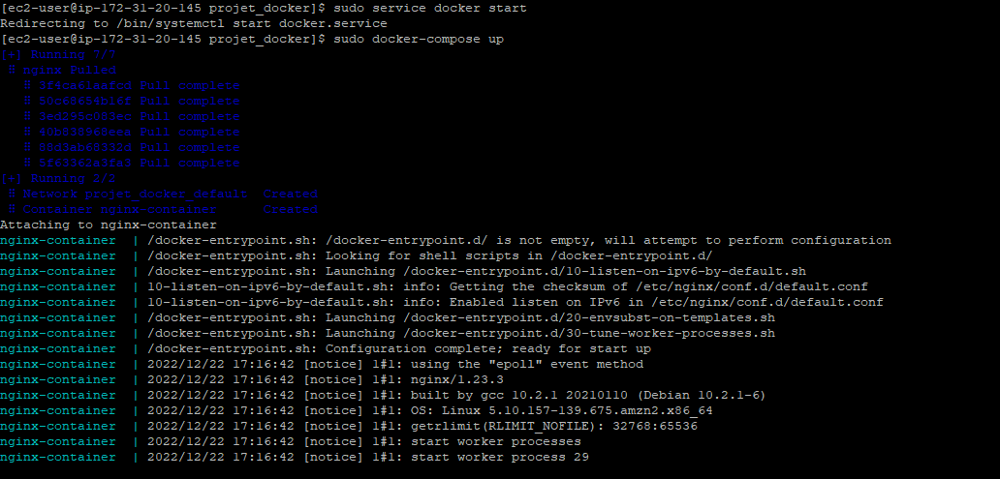 [ec2-user@ip-172-31-20-145 projet_docker]$ sudo service docker start
Redirecting to /bin/systemctl start docker.service
[ec2-user@ip-172-31-20-145 projet_docker]$ sudo docker-compose up
[+] Running 7/7
nginx Pulled
3f4ca61aafcd Pull complete
50c68654b16f Pull complete
3ed295c083ec Pull complete
40b838968eea Pull complete
88d3ab68332d Pull complete
5f63362a3fa3 Pull complete
[+] Running 2/2
Network projet_docker_default Created
Container nginx-container Created
Attaching to nginx-container
nginx-container | /docker-entrypoint.sh: /docker-entrypoint.d/ is not empty, will attempt to perform configuration
nginx-container | /docker-entrypoint.sh: Looking for shell scripts in /docker-entrypoint.d/
nginx-container | /docker-entrypoint.sh: Launching /docker-entrypoint.d/10-listen-on-ipv6-by-default.sh
nginx-container | 10-listen-on-ipv6-by-default.sh: info: Getting the checksum of /etc/nginx/conf.d/default.conf
nginx-container | 10-listen-on-ipv6-by-default.sh: info: Enabled listen on IPv6 in /etc/nginx/conf.d/default.conf
nginx-container | /docker-entrypoint.sh: Launching /docker-entrypoint.d/20-envsubst-on-templates.sh
nginx-container | /docker-entrypoint.sh: Launching /docker-entrypoint.d/30-tune-worker-processes.sh
nginx-container | /docker-entrypoint.sh: Configuration complete; ready for start up
nginx-container | 2022/12/22 17:16:42 [notice] 1#1: using the "epoll" event method
nginx-container | 2022/12/22 17:16:42 [notice] 1#1: nginx/1.23.3
nginx-container | 2022/12/22 17:16:42 [notice] 1#1: built by gcc 10.2.1 20210110 (Debian 10.2.1-6)
nginx-container | 2022/12/22 17:16:42 [notice] 1#1: OS: Linux 5.10.157-139.675.amzn2.x86_64
nginx-container | 2022/12/22 17:16:42 [notice] 1#1: getrlimit(RLIMIT_NOFILE): 32768:65536
nginx-container | 2022/12/22 17:16:42 [notice] 1#1: start worker processes
nginx-container | 2022/12/22 17:16:42 [notice] 1#1: start worker process 29